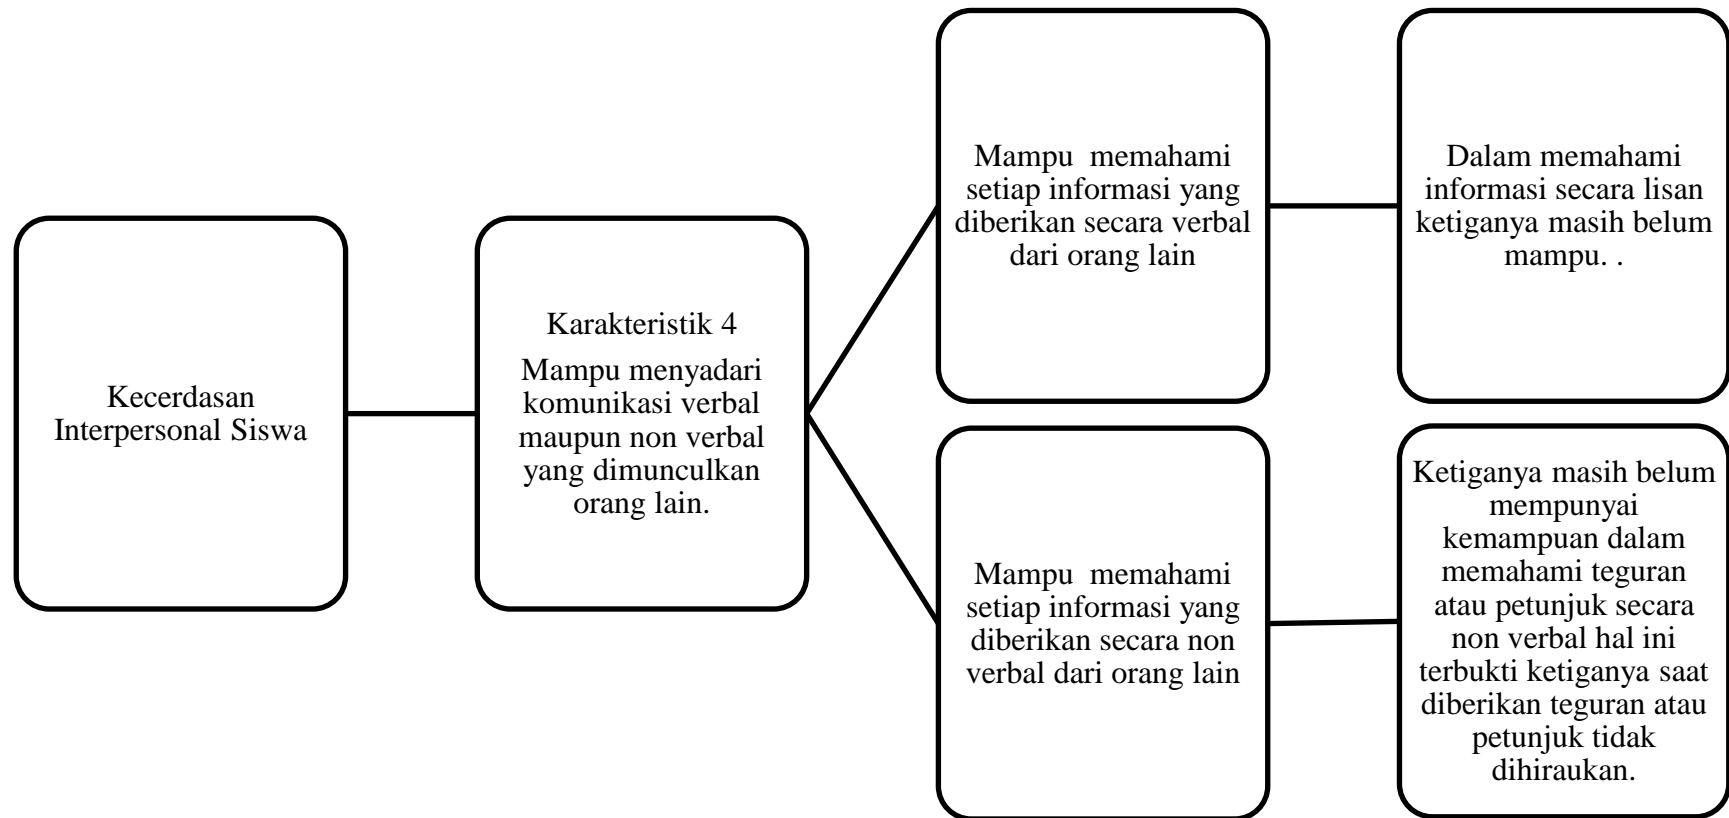 Kecerdasan
Interpersonal Siswa
Karakteristik 4
Mampu menyadari
komunikasi verbal
maupun non verbal
yang dimunculkan
orang lain.
Mampu  memahami
setiap informasi yang
diberikan secara verbal
dari orang lain
Dalam memahami
informasi secara lisan
ketiganya masih belum
mampu. .
Mampu  memahami
setiap informasi yang
diberikan secara non
verbal dari orang lain
Ketiganya masih belum
mempunyai
kemampuan dalam
memahami teguran
atau petunjuk secara
non verbal hal ini
terbukti ketiganya saat
diberikan teguran atau
petunjuk tidak
dihiraukan.